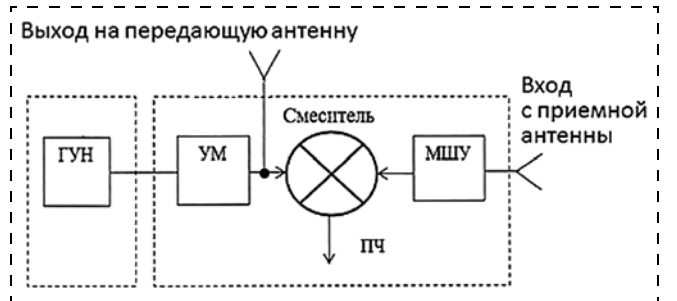 Выход на передающую антенну
Вход
с приемной
антенны
Смеситель
ГУН
УМ
МШУ
ПЧ